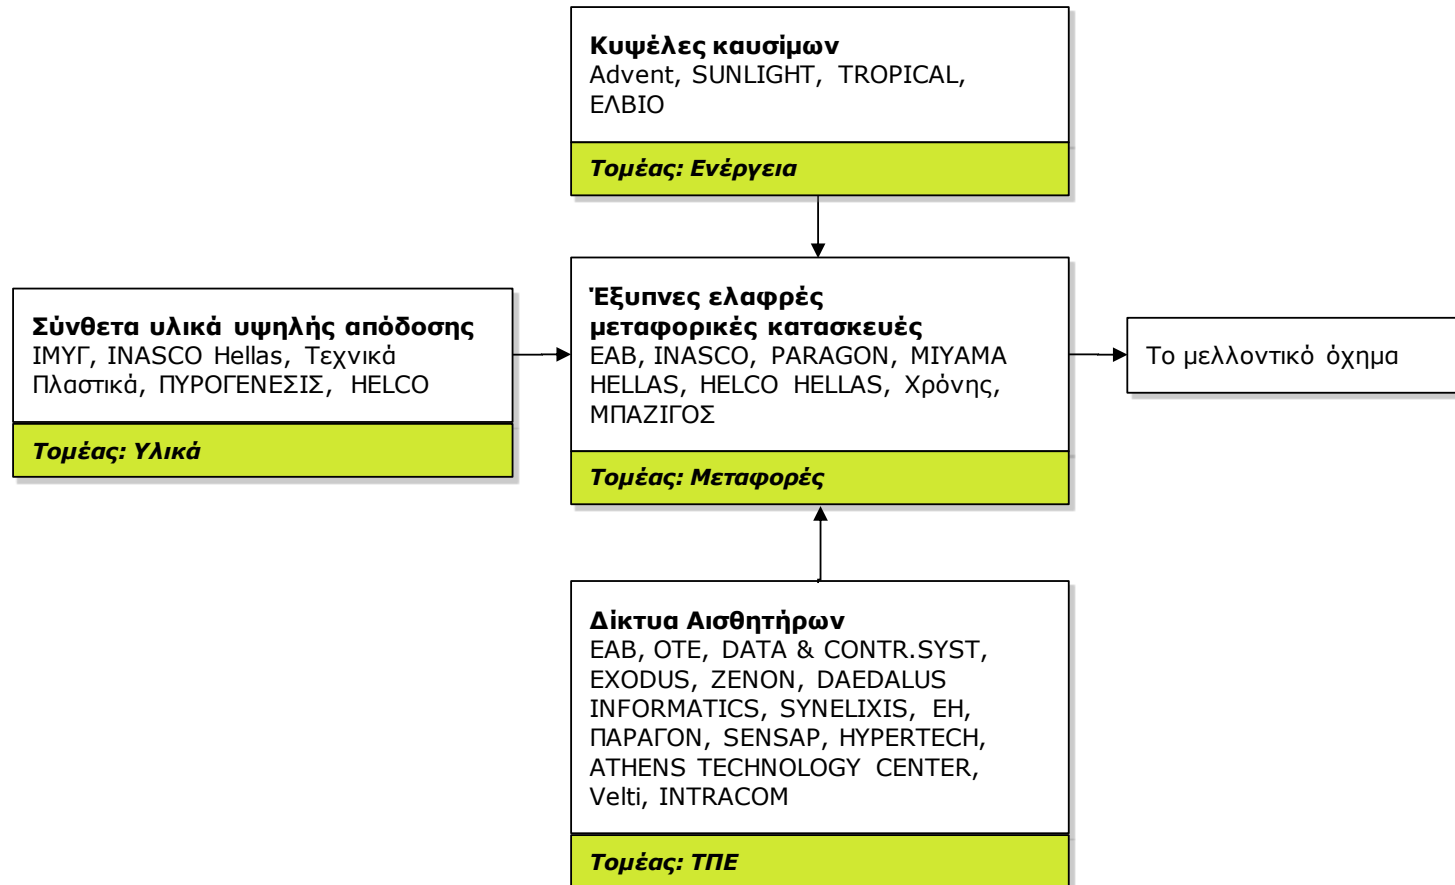 Κυψέλες καυσίμων
Advent, SUNLIGHT, TROPICAL,
ΕΛΒΙΟ
Τομέας: Ενέργεια
Σύνθετα υλικά υψηλής απόδοσης
ΙΜΥΓ, INASCO Hellas, Τεχνικά
Πλαστικά, ΠΥΡΟΓΕΝΕΣΙΣ, HELCO
Τομέας: Υλικά
Έξυπνες ελαφρές
μεταφορικές κατασκευές
ΕΑΒ, INASCO, PARAGON, MIYAMA
HELLAS, HELCO HELLAS, Χρόνης,
ΜΠΑΖΙΓΟΣ
Τομέας: Μεταφορές
Το μελλοντικό όχημα
Δίκτυα Αισθητήρων
ΕΑΒ, ΟΤΕ, DATA & CONTR.SYST,
EXODUS, ZENON, DAEDALUS
INFORMATICS, SYNELIXIS, ΕΗ,
ΠΑΡΑΓΟΝ, SENSAP, HYPERTECH,
ATHENS TECHNOLOGY CENTER,
Velti, INTRACOM
Τομέας: ΤΠΕ